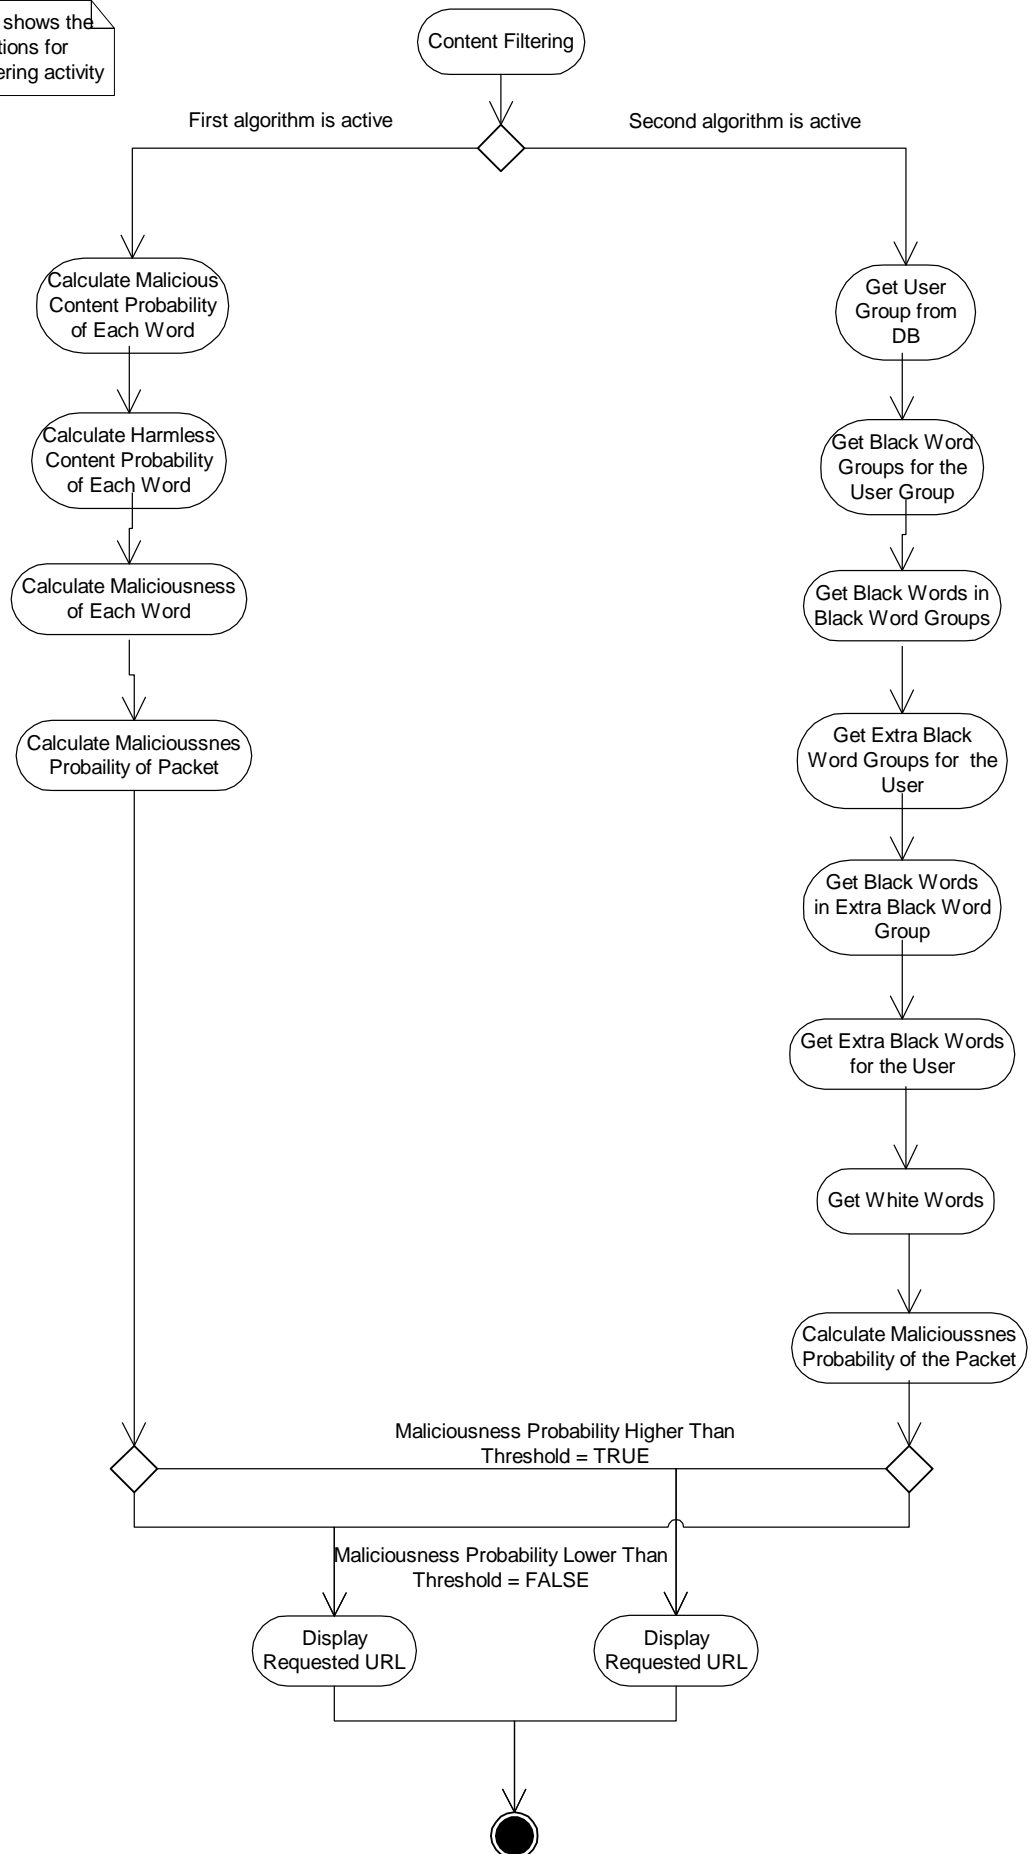 shows the
tions for
ering activity
Content Filtering
First algorithm is active
Second algorithm is active
Calculate Malicious
Content Probability
of Each Word
Calculate Harmless
Content Probability
of Each Word
Calculate Maliciousness
of Each Word
Calculate Malicioussnes
Probaility of Packet
Get User
Group from
DB
Get Black Word
Groups for the
User Group
Get Black Words in
Black Word Groups
Get Extra Black
Word Groups for the
User
Get Black Words
in Extra Black Word
Group
Get Extra Black Words
for the User
Get White Words
Calculate Malicioussnes
Probability of the Packet
Maliciousness Probability Higher Than
Threshold = TRUE
Maliciousness Probability Lower Than
Threshold = FALSE
Display
Requested URL
Display
Requested URL